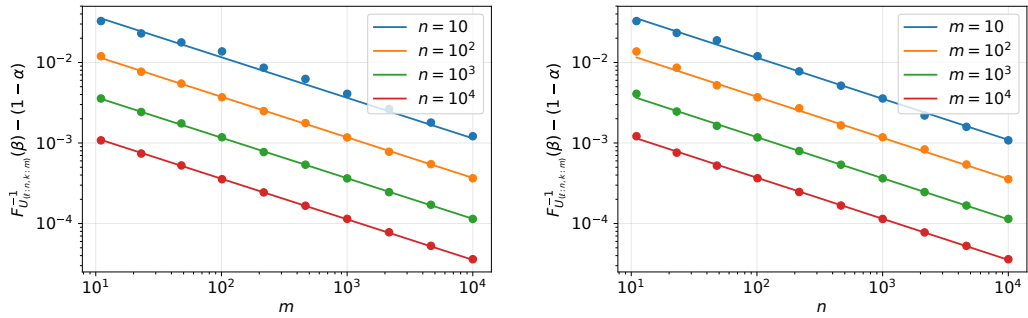 F^{-1}_{U_{(ℓ:n,k:m)}}(β) − (1 − α)
10^{-2}
10^{-3}
10^{-4}
10^1
10^2
10^3
10^4
m
n = 10
n = 10^2
n = 10^3
n = 10^4
F^{-1}_{U_{(ℓ:n,k:m)}}(β) − (1 − α)
10^{-2}
10^{-3}
10^{-4}
10^1
10^2
10^3
10^4
n
m = 10
m = 10^2
m = 10^3
m = 10^4